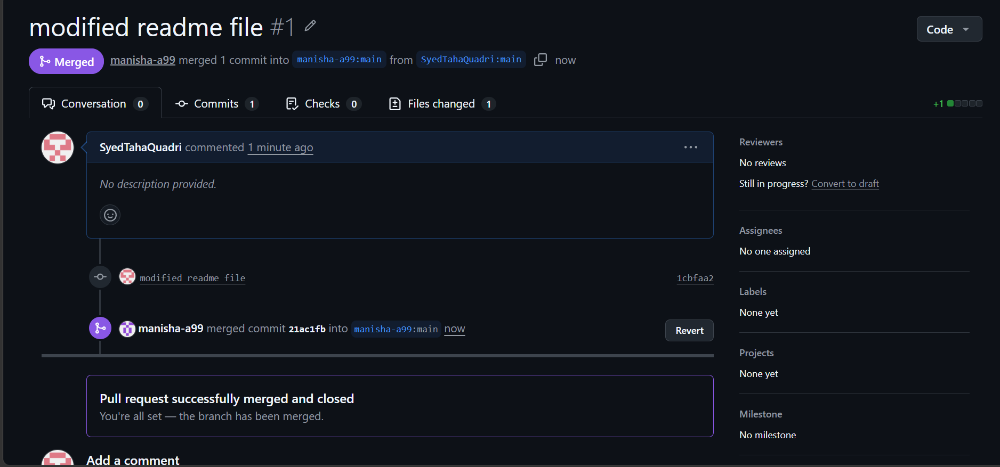 modified readme file #1
Code
Merged manisha-a99 merged 1 commit into manisha-a99:main from SyedTahaQuadri:main now
Conversation 0 Commits 1 Checks 0 Files changed 1 +1
SyedTahaQuadri commented 1 minute ago
No description provided.
modified readme file 1cbfaa2
manisha-a99 merged commit 21ac1fb into manisha-a99:main now Revert
Pull request successfully merged and closed
You're all set — the branch has been merged.
Add a comment
Reviewers
No reviews
Still in progress? Convert to draft
Assignees
No one assigned
Labels
None yet
Projects
None yet
Milestone
No milestone